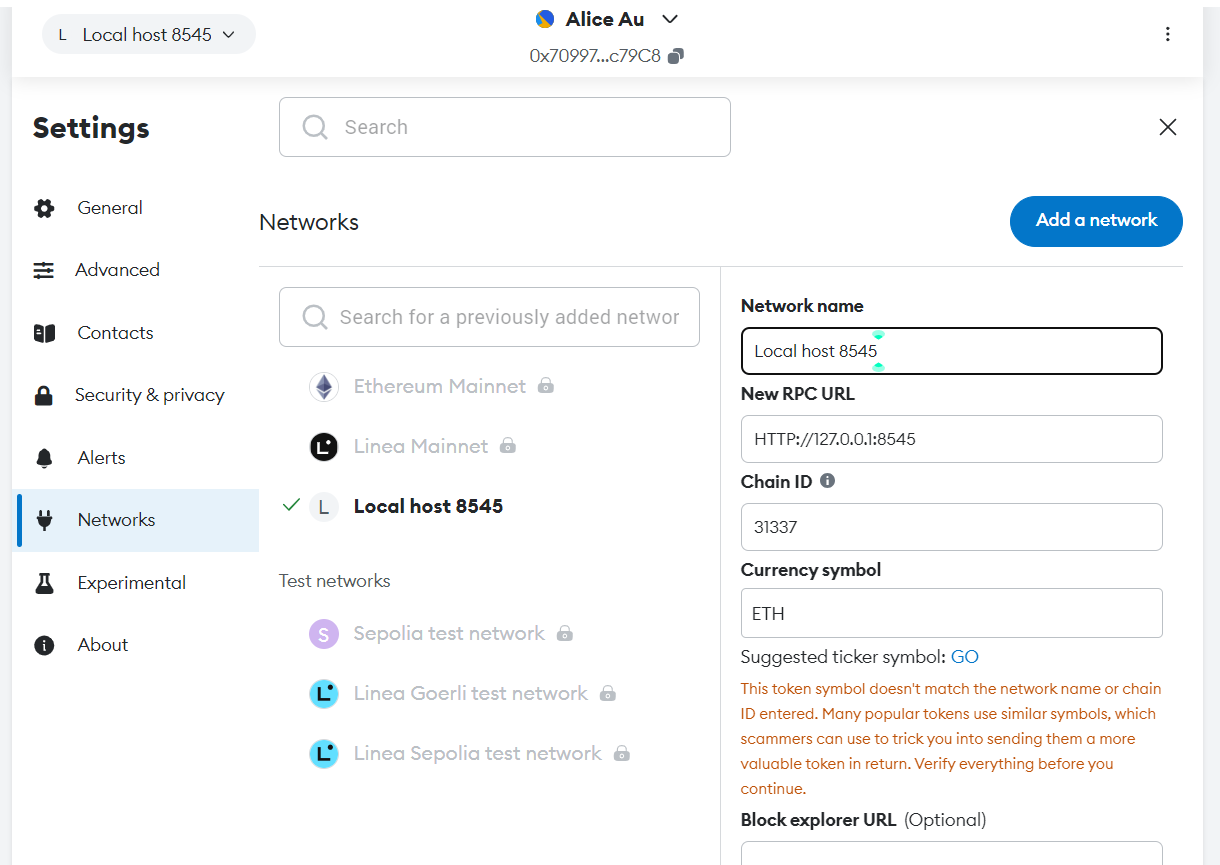 L Local host 8545
Alice Au
0x70997...c79C8
Settings
Search
General
Advanced
Contacts
Security & privacy
Alerts
Networks
Experimental
About
Networks
Add a network
Search for a previously added networ
Ethereum Mainnet
L Linea Mainnet
L Local host 8545
Test networks
S Sepolia test network
L Linea Goerli test network
L Linea Sepolia test network
Network name
Local host 8545
New RPC URL
HTTP://127.0.0.1:8545
Chain ID
31337
Currency symbol
ETH
Suggested ticker symbol: GO
This token symbol doesn't match the network name or chain
ID entered. Many popular tokens use similar symbols, which
scammers can use to trick you into sending them a more
valuable token in return. Verify everything before you
continue.
Block explorer URL (Optional)